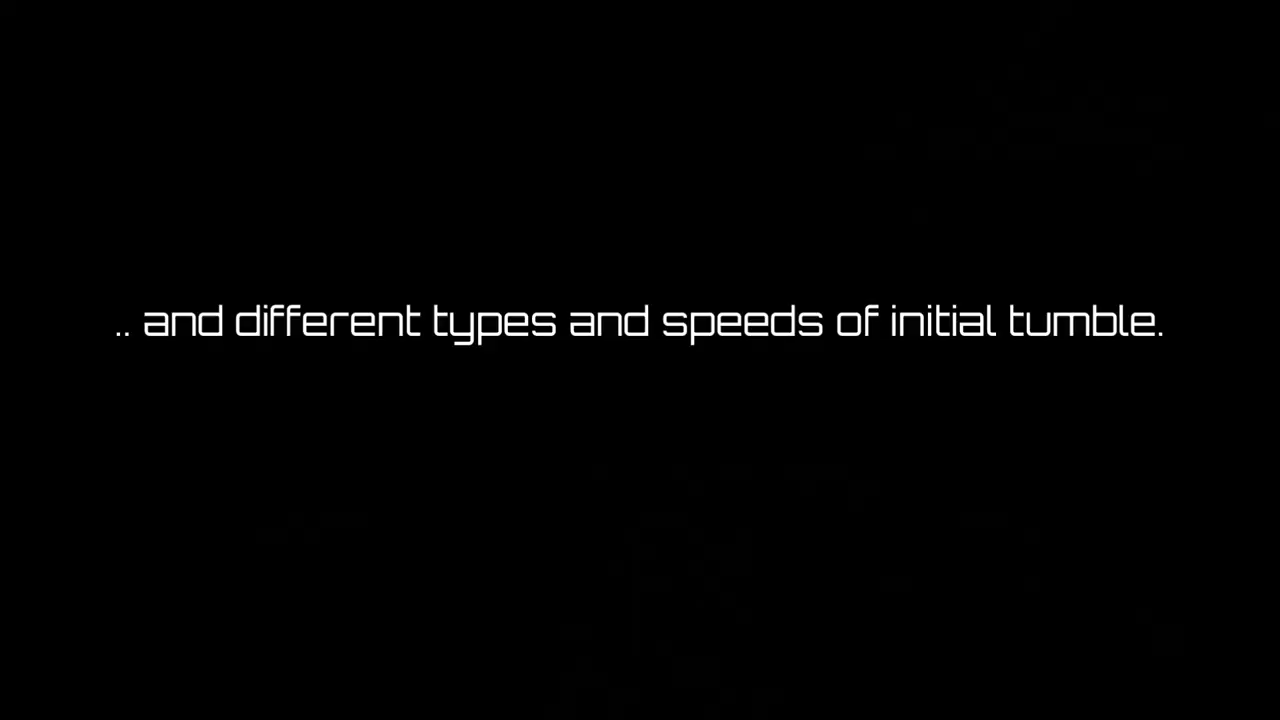 .. and different types and speeds of initial tumble.